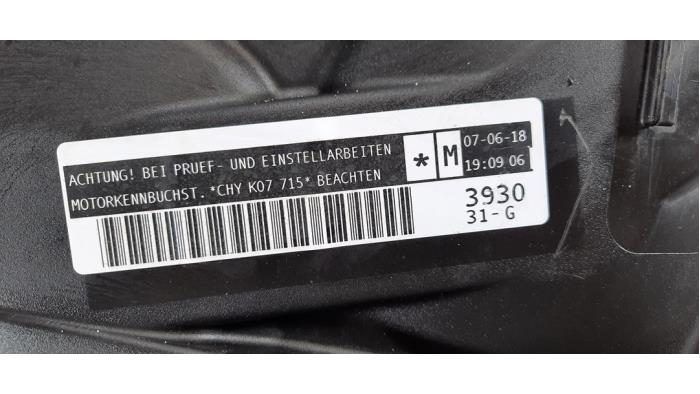 ACHTUNG! BEI PRUEF- UND EINSTELLARBEITEN
MOTORKENNBUCHST. *CHY K07 715* BEACHTEN
* M
07-06-18
19:09 06
3930
31-G